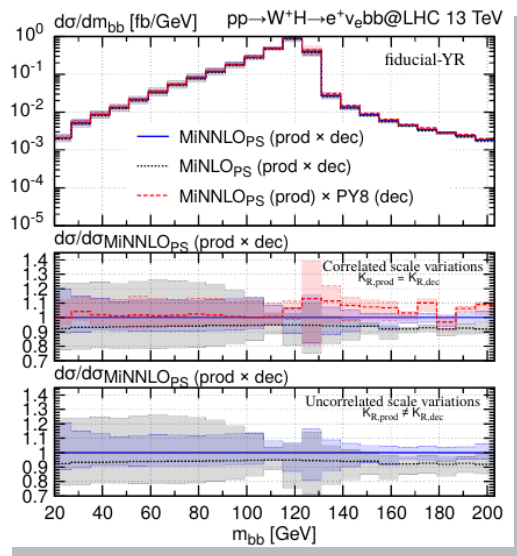 dσ/dm_bb [fb/GeV] pp→W⁺H→e⁺ν_e bb@LHC 13 TeV
10⁰
fiducial-YR
10⁻¹
10⁻²
10⁻³
MiNNLO_PS (prod × dec)
MiNLO_PS (prod × dec)
10⁻⁴
MiNNLO_PS (prod) × PY8 (dec)
10⁻⁵
dσ/dσ_MiNNLO_PS (prod × dec)
1.4
Correlated scale variations
1.2
K_R,prod = K_R,dec
1.1
1.0
0.9
0.8
0.7
dσ/dσ_MiNNLO_PS (prod × dec)
1.4
Uncorrelated scale variations
1.2
K_R,prod ≠ K_R,dec
1.1
1.0
0.9
0.8
0.7
20 40 60 80 100 120 140 160 180 200
m_bb [GeV]